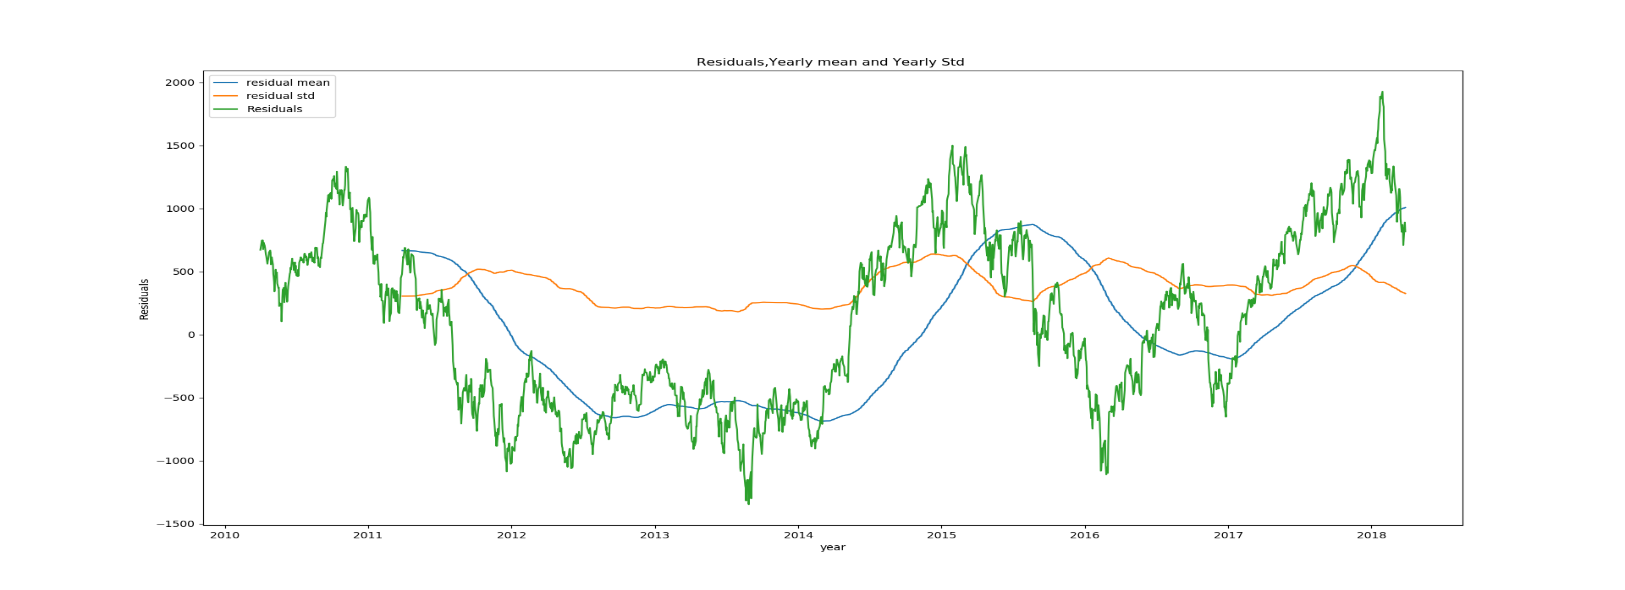 Residuals,Yearly mean and Yearly Std
residual mean
residual std
Residuals
2000
1500
1000
500
0
−500
−1000
−1500
Residuals
2010 2011 2012 2013 2014 2015 2016 2017 2018
year